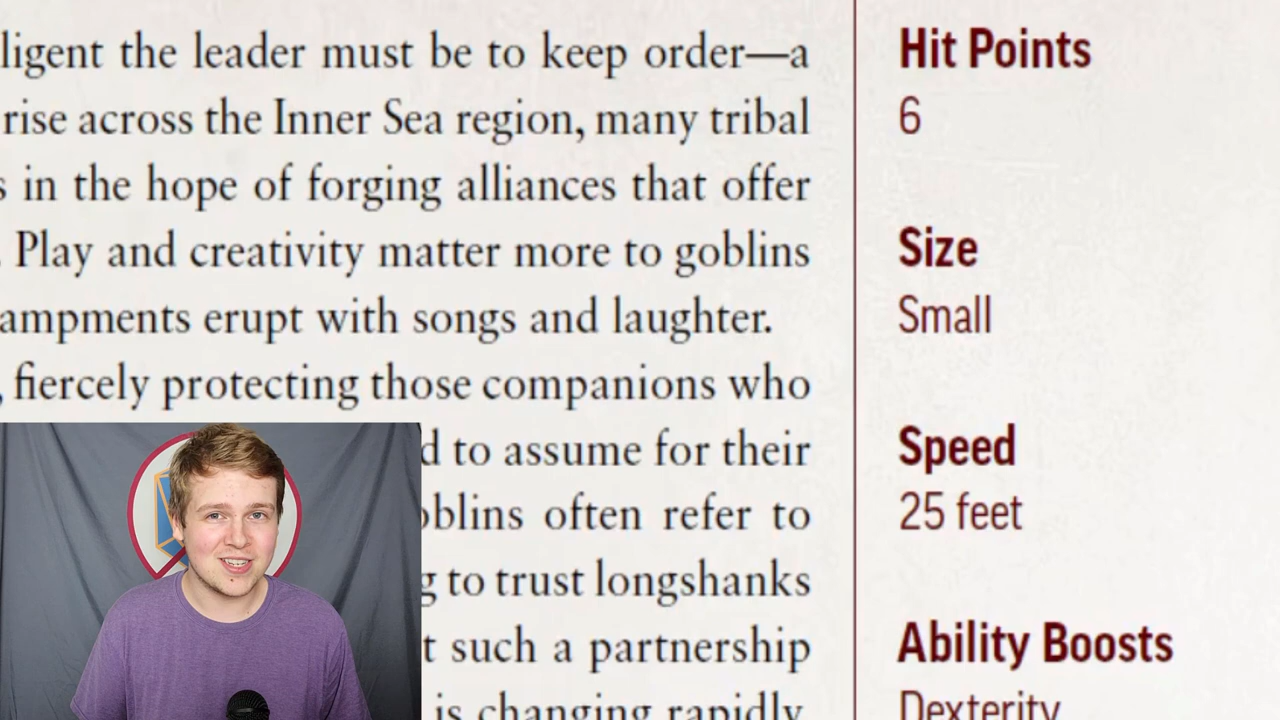 the leader must be to keep order—a
rise across the Inner Sea region, many tribal
in the hope of forging alliances that offer
Play and creativity matter more to goblins
erupt with songs and laughter.
fiercely protecting those companions who
to assume for their
often refer to
to trust longshanks
such a partnership
is changing rapidly.
Hit Points
6
Size
Small
Speed
25 feet
Ability Boosts
Dexterity